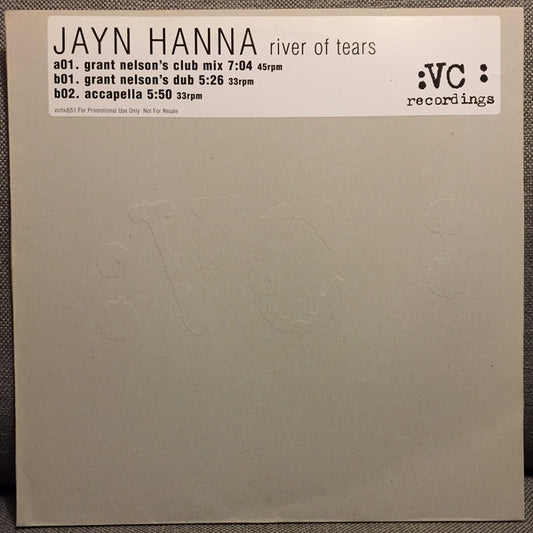 JAYN HANNA river of tears
a01. grant nelson's club mix 7:04 45rpm
b01. grant nelson's dub 5:26 33rpm
b02. accapella 5:50 33rpm
vcrtxdj51.For Promotional Use Only Not For Resale
:VC :
recordings
:VC: